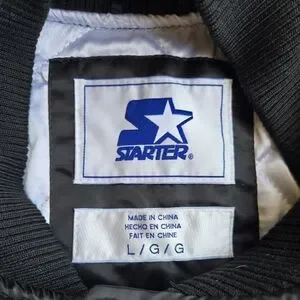 STARTER®
MADE IN CHINA
HECHO EN CHINA
FAIT EN CHINE
L/G/G